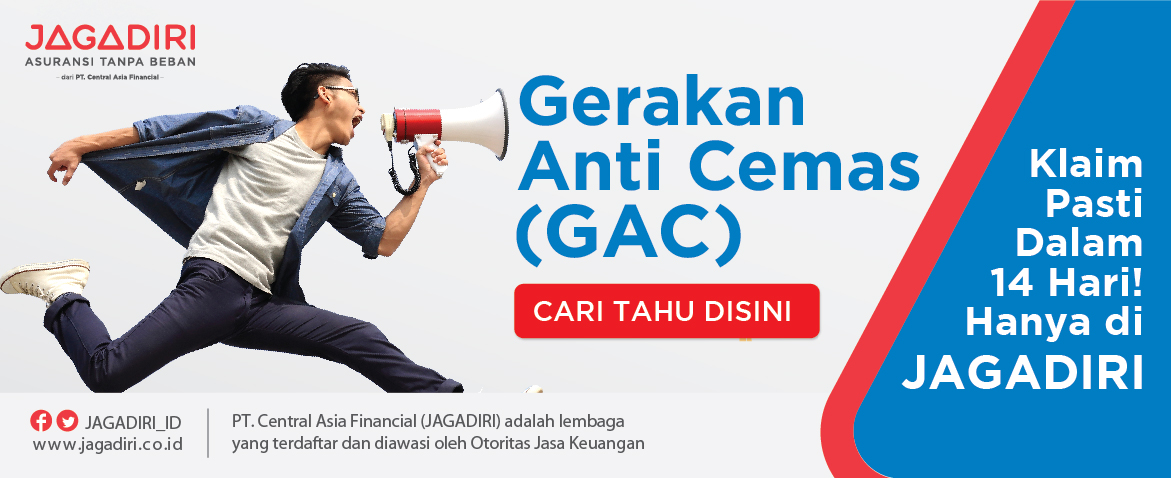 JAGADIRI
ASURANSI TANPA BEBAN
- dari PT. Central Asia Financial -
Gerakan
Anti Cemas
(GAC)
CARI TAHU DISINI
Klaim
Pasti
Dalam
14 Hari!
Hanya di
JAGADIRI
JAGADIRI_ID
www.jagadiri.co.id
PT. Central Asia Financial (JAGADIRI) adalah lembaga
yang terdaftar dan diawasi oleh Otoritas Jasa Keuangan